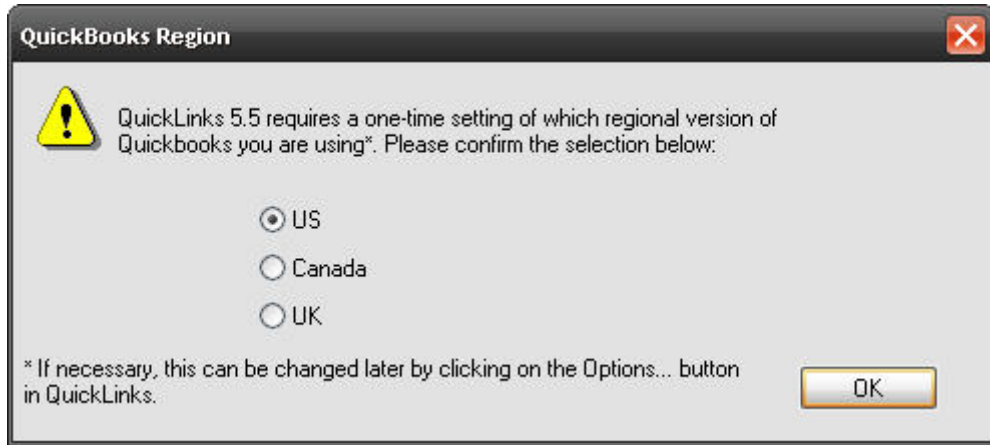 QuickBooks Region
QuickLinks 5.5 requires a one-time setting of which regional version of
Quickbooks you are using*. Please confirm the selection below:
US
Canada
UK
* If necessary, this can be changed later by clicking on the Options... button
in QuickLinks.
OK